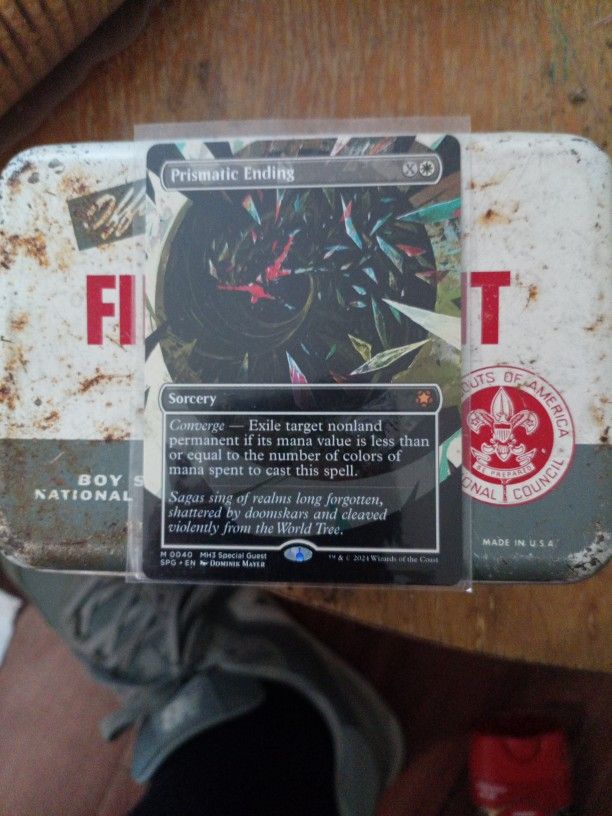 Prismatic Ending X
FI
T
Sorcery
Converge — Exile target nonland
permanent if its mana value is less than
or equal to the number of colors of
mana spent to cast this spell.
Sagas sing of realms long forgotten,
shattered by doomskars and cleaved
violently from the World Tree.
M 0040 MH3 Special Guest
SPG • EN Dominik Mayer
™ & © 2024 Wizards of the Coast
BOY S
NATIONAL
OUTS OF AMERICA
BE PREPARED
ONAL COUNCIL
MADE IN U.S.A.